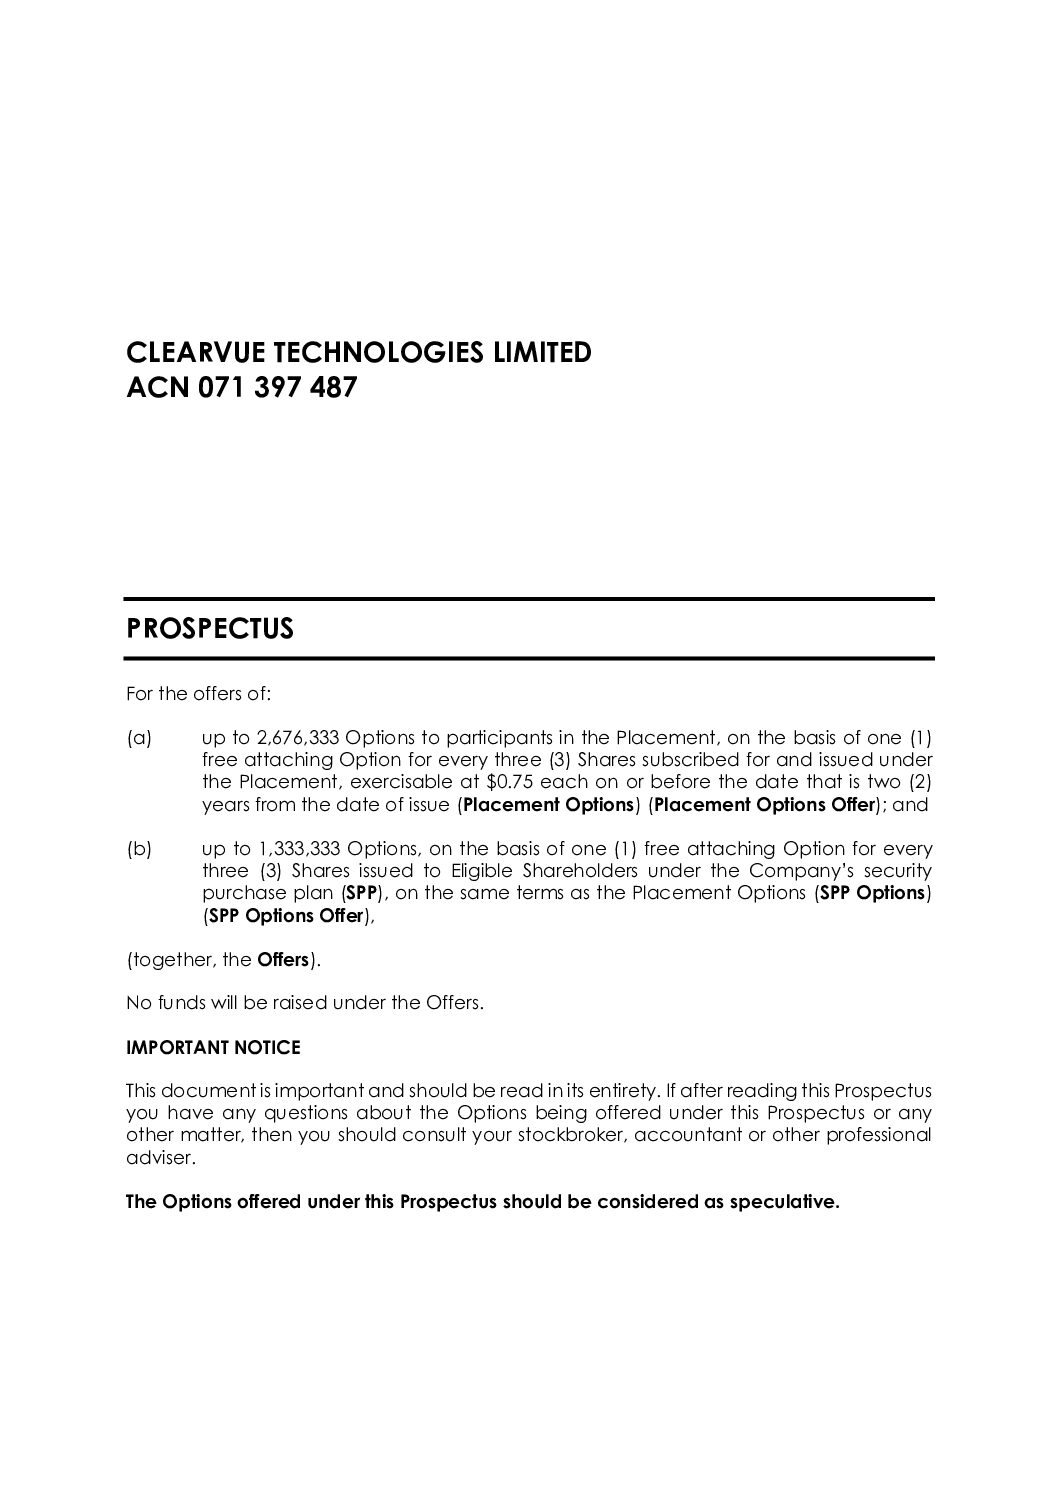 CLEARVUE TECHNOLOGIES LIMITED
ACN 071 397 487
PROSPECTUS
For the offers of:
(a) up to 2,676,333 Options to participants in the Placement, on the basis of one (1)
free attaching Option for every three (3) Shares subscribed for and issued under
the Placement, exercisable at $0.75 each on or before the date that is two (2)
years from the date of issue (Placement Options) (Placement Options Offer); and
(b) up to 1,333,333 Options, on the basis of one (1) free attaching Option for every
three (3) Shares issued to Eligible Shareholders under the Company’s security
purchase plan (SPP), on the same terms as the Placement Options (SPP Options)
(SPP Options Offer),
(together, the Offers).
No funds will be raised under the Offers.
IMPORTANT NOTICE
This document is important and should be read in its entirety. If after reading this Prospectus
you have any questions about the Options being offered under this Prospectus or any
other matter, then you should consult your stockbroker, accountant or other professional
adviser.
The Options offered under this Prospectus should be considered as speculative.